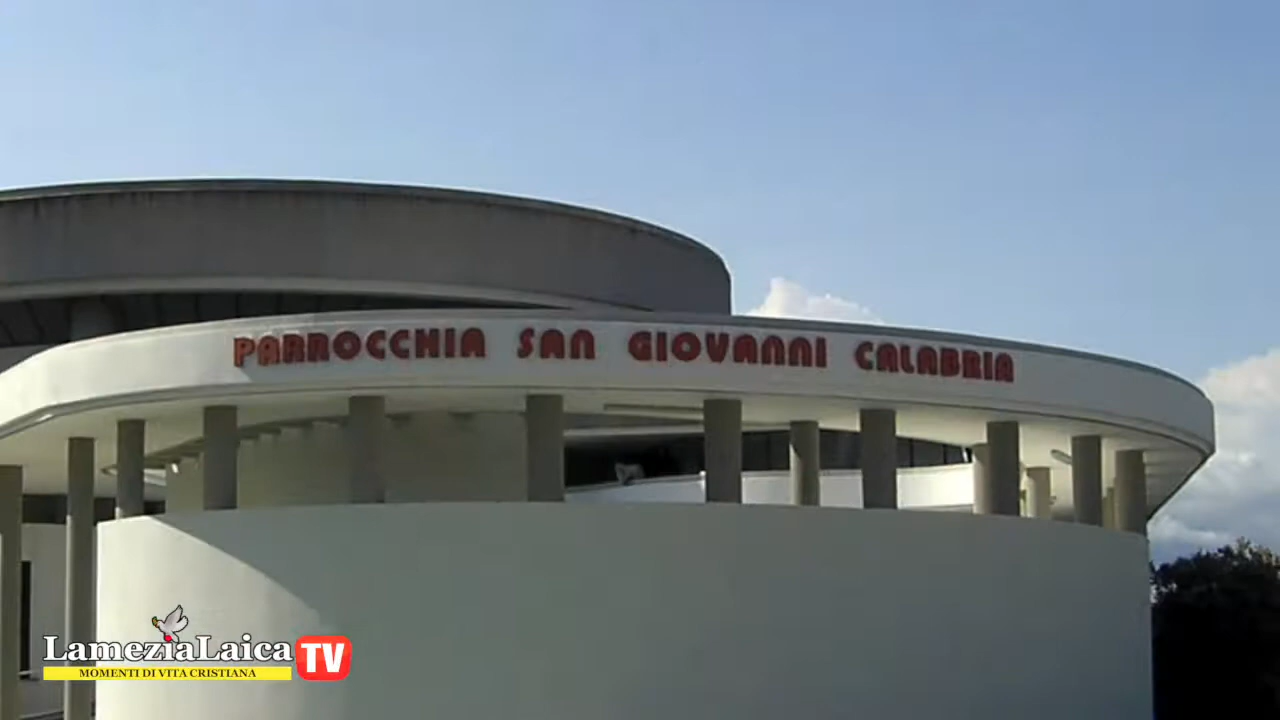 PARROCCHIA SAN GIOVANNI CALABRIA
LameziaLaica TV
MOMENTI DI VITA CRISTIANA